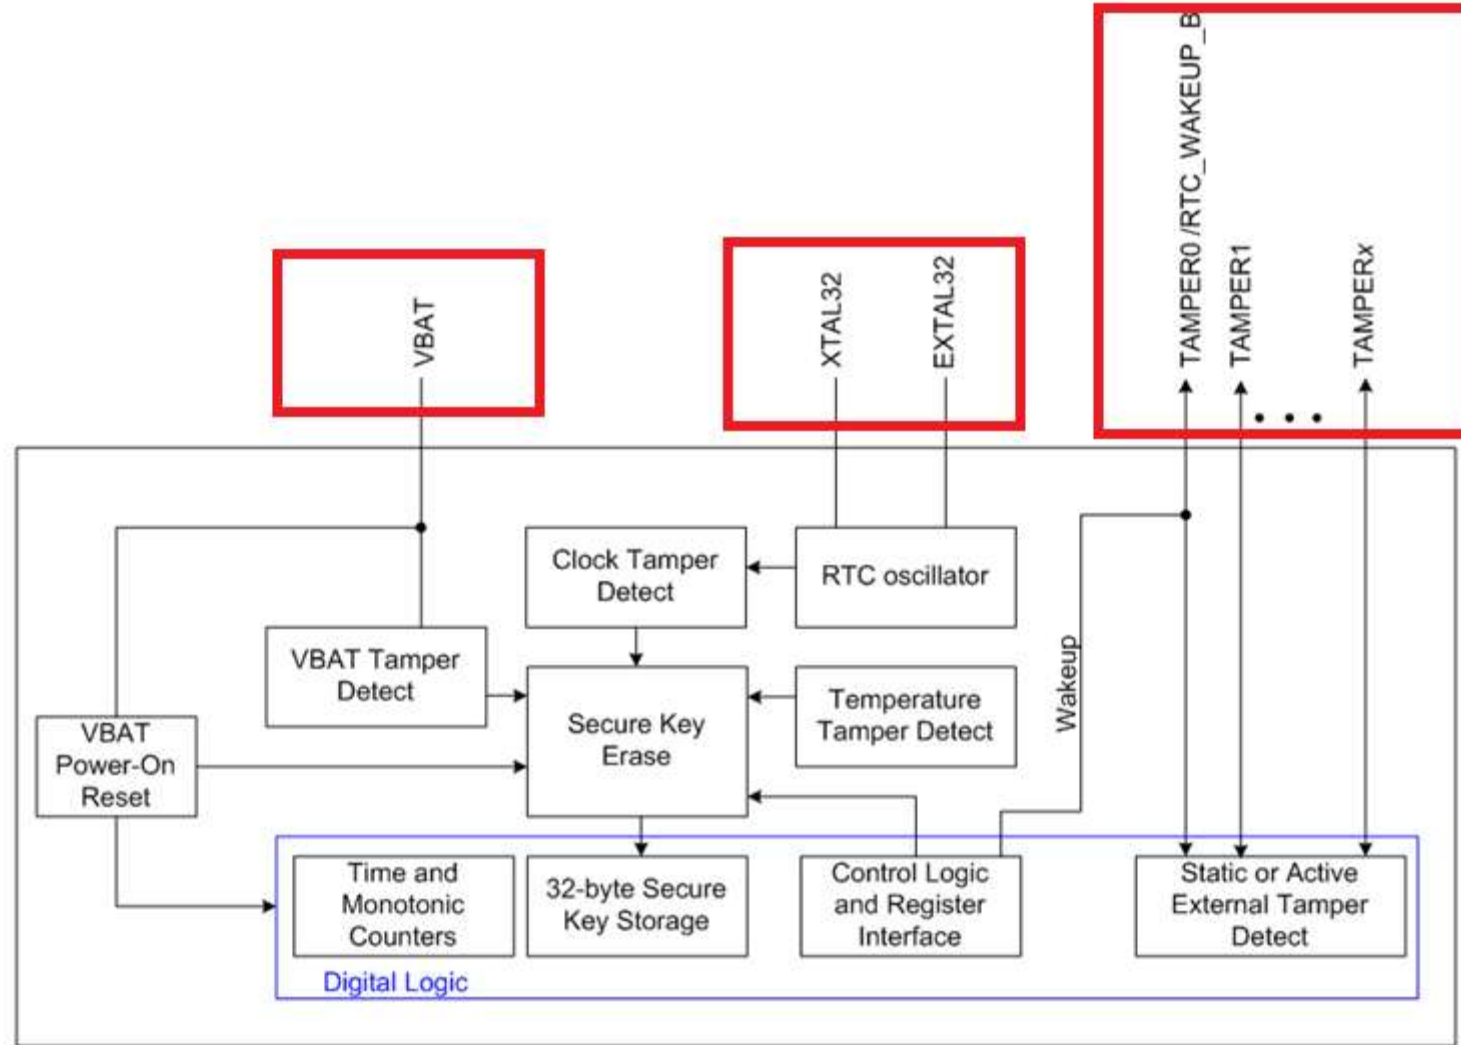 TAMPER0 /RTC_WAKEUP_B
TAMPER1
TAMPERx
VBAT
XTAL32
EXTAL32
Clock Tamper
Detect
RTC oscillator
VBAT Tamper
Detect
Wakeup
Secure Key
Erase
Temperature
Tamper Detect
VBAT
Power-On
Reset
Time and
Monotonic
Counters
32-byte Secure
Key Storage
Control Logic
and Register
Interface
Static or Active
External Tamper
Detect
Digital Logic